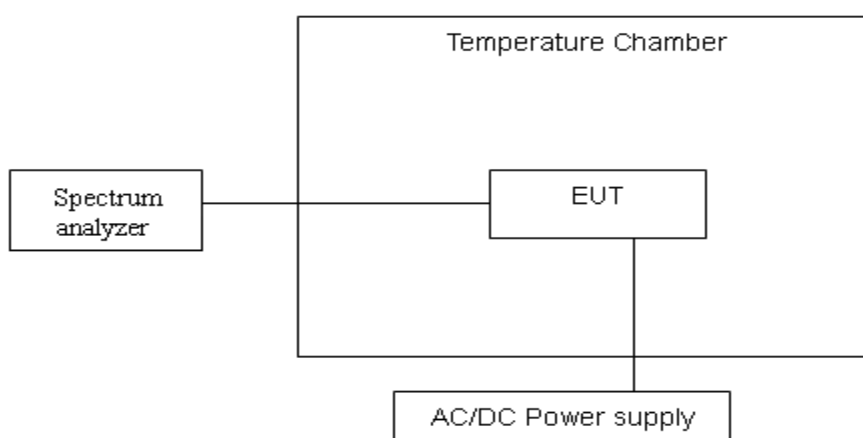 Temperature Chamber
Spectrum
analyzer
EUT
AC/DC Power supply